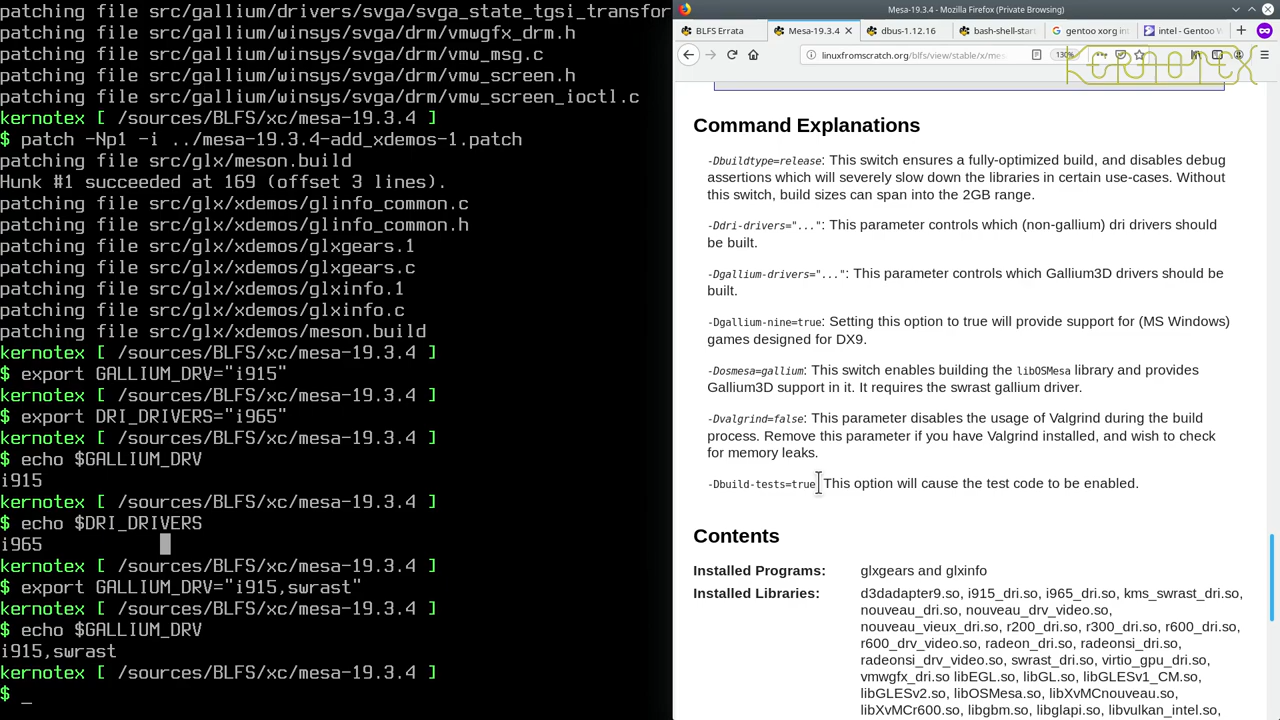 patching file src/gallium/drivers/svga/svga_state_tgsi_transfor
patching file src/gallium/winsys/svga/drm/vmwgfx_drm.h
patching file src/gallium/winsys/svga/drm/vmw_msg.c
patching file src/gallium/winsys/svga/drm/vmw_screen.h
patching file src/gallium/winsys/svga/drm/vmw_screen_ioctl.c
kernotex [ /sources/BLFS/xc/mesa-19.3.4 ]
$ patch -Np1 -i ../mesa-19.3.4-add_xdemos-1.patch
patching file src/glx/meson.build
Hunk #1 succeeded at 169 (offset 3 lines).
patching file src/glx/xdemos/glinfo_common.c
patching file src/glx/xdemos/glinfo_common.h
patching file src/glx/xdemos/glxgears.1
patching file src/glx/xdemos/glxgears.c
patching file src/glx/xdemos/glxinfo.1
patching file src/glx/xdemos/glxinfo.c
patching file src/glx/xdemos/meson.build
kernotex [ /sources/BLFS/xc/mesa-19.3.4 ]
$ export GALLIUM_DRV="i915"
kernotex [ /sources/BLFS/xc/mesa-19.3.4 ]
$ export DRI_DRIVERS="i965"
kernotex [ /sources/BLFS/xc/mesa-19.3.4 ]
$ echo $GALLIUM_DRV
i915
kernotex [ /sources/BLFS/xc/mesa-19.3.4 ]
$ echo $DRI_DRIVERS
i965
kernotex [ /sources/BLFS/xc/mesa-19.3.4 ]
$ export GALLIUM_DRV="i915,swrast"
kernotex [ /sources/BLFS/xc/mesa-19.3.4 ]
$ echo $GALLIUM_DRV
i915,swrast
kernotex [ /sources/BLFS/xc/mesa-19.3.4 ]
$ _
Mesa-19.3.4 - Mozilla Firefox (Private Browsing)
BLFS Errata
Mesa-19.3.4
dbus-1.12.16
bash-shell-start
gentoo xorg int
intel - Gentoo W
linuxfromscratch.org/blfs/view/stable/x/mes
130%
KERNOTEX
Command Explanations
-Dbuildtype=release: This switch ensures a fully-optimized build, and disables debug
assertions which will severely slow down the libraries in certain use-cases. Without
this switch, build sizes can span into the 2GB range.
-Ddri-drivers="...": This parameter controls which (non-gallium) dri drivers should
be built.
-Dgallium-drivers="...": This parameter controls which Gallium3D drivers should be
built.
-Dgallium-nine=true: Setting this option to true will provide support for (MS Windows)
games designed for DX9.
-Dosmesa=gallium: This switch enables building the libOSMesa library and provides
Gallium3D support in it. It requires the swrast gallium driver.
-Dvalgrind=false: This parameter disables the usage of Valgrind during the build
process. Remove this parameter if you have Valgrind installed, and wish to check
for memory leaks.
-Dbuild-tests=true: This option will cause the test code to be enabled.
Contents
Installed Programs: glxgears and glxinfo
Installed Libraries: d3dadapter9.so, i915_dri.so, i965_dri.so, kms_swrast_dri.so,
nouveau_dri.so, nouveau_drv_video.so,
nouveau_vieux_dri.so, r200_dri.so, r300_dri.so, r600_dri.so,
r600_drv_video.so, radeon_dri.so, radeonsi_dri.so,
radeonsi_drv_video.so, swrast_dri.so, virtio_gpu_dri.so,
vmwgfx_dri.so libEGL.so, libGL.so, libGLESv1_CM.so,
libGLESv2.so, libOSMesa.so, libXvMCnouveau.so,
libXvMCr600.so, libgbm.so, libglapi.so, libvulkan_intel.so,